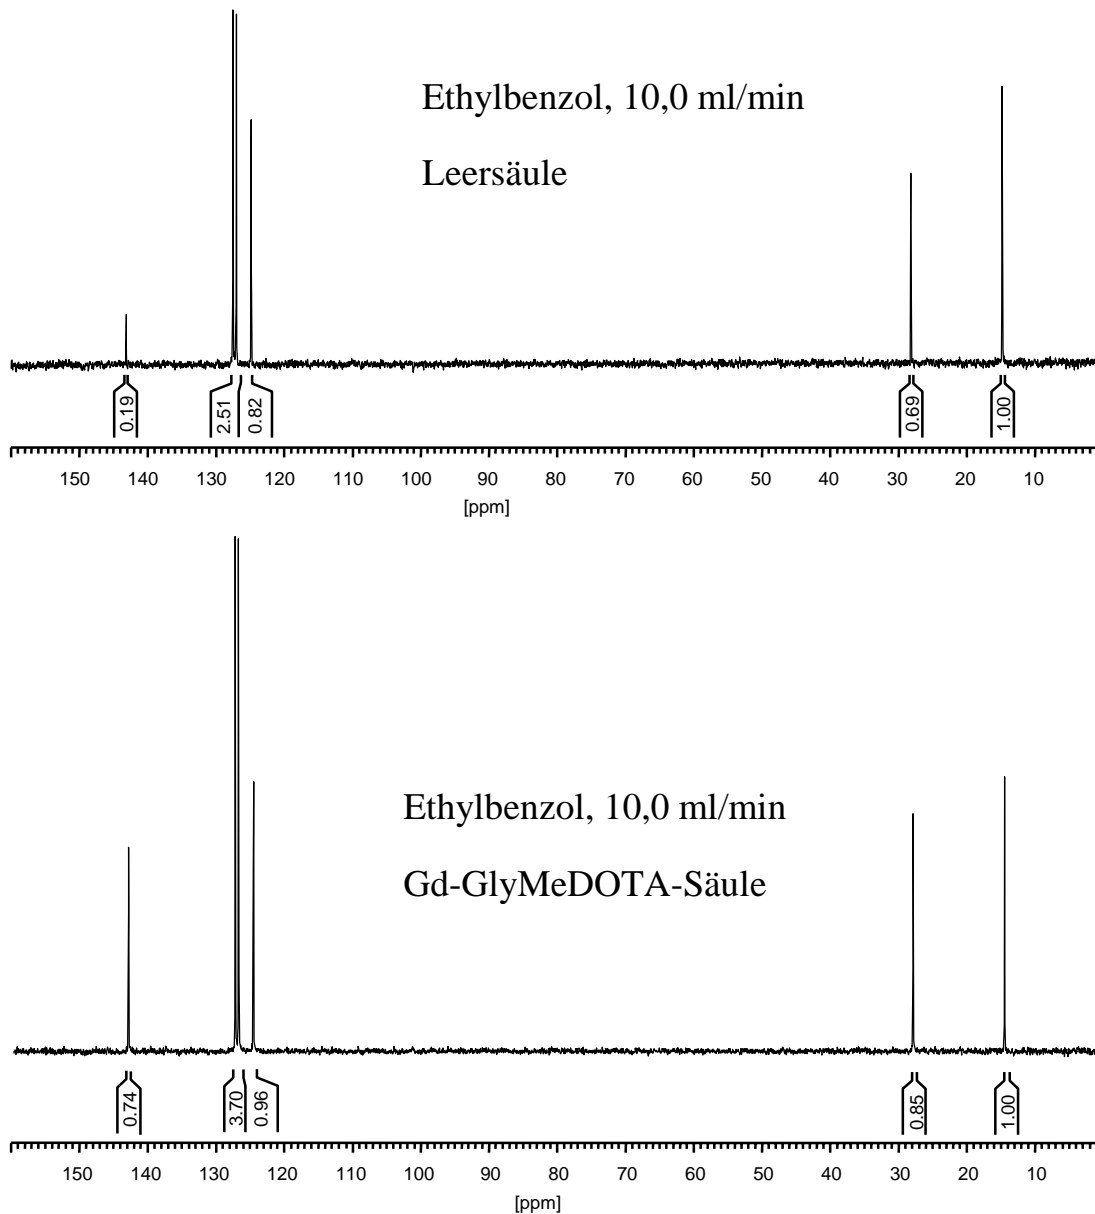 Ethylbenzol, 10,0 ml/min
Leersäule
0.19 2.51 0.82 0.69 1.00
150 140 130 120 110 100 90 80 70 60 50 40 30 20 10
[ppm]
Ethylbenzol, 10,0 ml/min
Gd-GlyMeDOTA-Säule
0.74 3.70 0.96 0.85 1.00
150 140 130 120 110 100 90 80 70 60 50 40 30 20 10
[ppm]